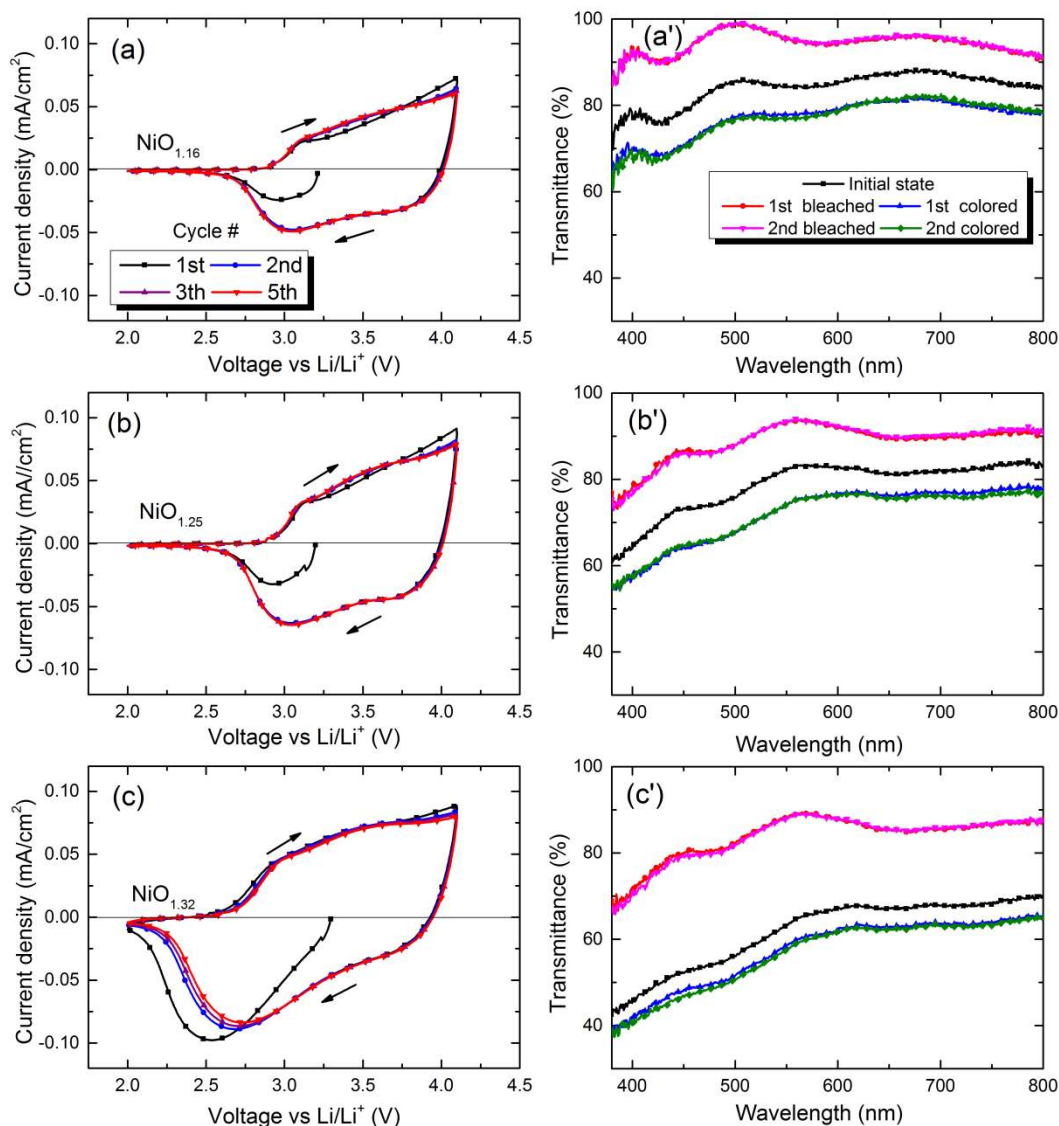 (a)
NiO1.16
Cycle #
1st 2nd
3th 5th
0.10
0.05
0.00
-0.05
-0.10
2.0 2.5 3.0 3.5 4.0 4.5
Current density (mA/cm2)
Voltage vs Li/Li+ (V)
(a')
Initial state
1st bleached 1st colored
2nd bleached 2nd colored
100
80
60
40
400 500 600 700 800
Transmittance (%)
Wavelength (nm)
(b)
NiO1.25
0.10
0.05
0.00
-0.05
-0.10
2.0 2.5 3.0 3.5 4.0 4.5
Current density (mA//cm2)
Voltage vs Li/Li+ (V)
(b')
100
80
60
40
400 500 600 700 800
Transmittance (%)
Wavelength (nm)
(c)
NiO1.32
0.10
0.05
0.00
-0.05
-0.10
2.0 2.5 3.0 3.5 4.0 4.5
Current density (mA/cm2)
Voltage vs Li/Li+ (V)
(c')
100
80
60
40
400 500 600 700 800
Transmittance (%)
Wavelength (nm)